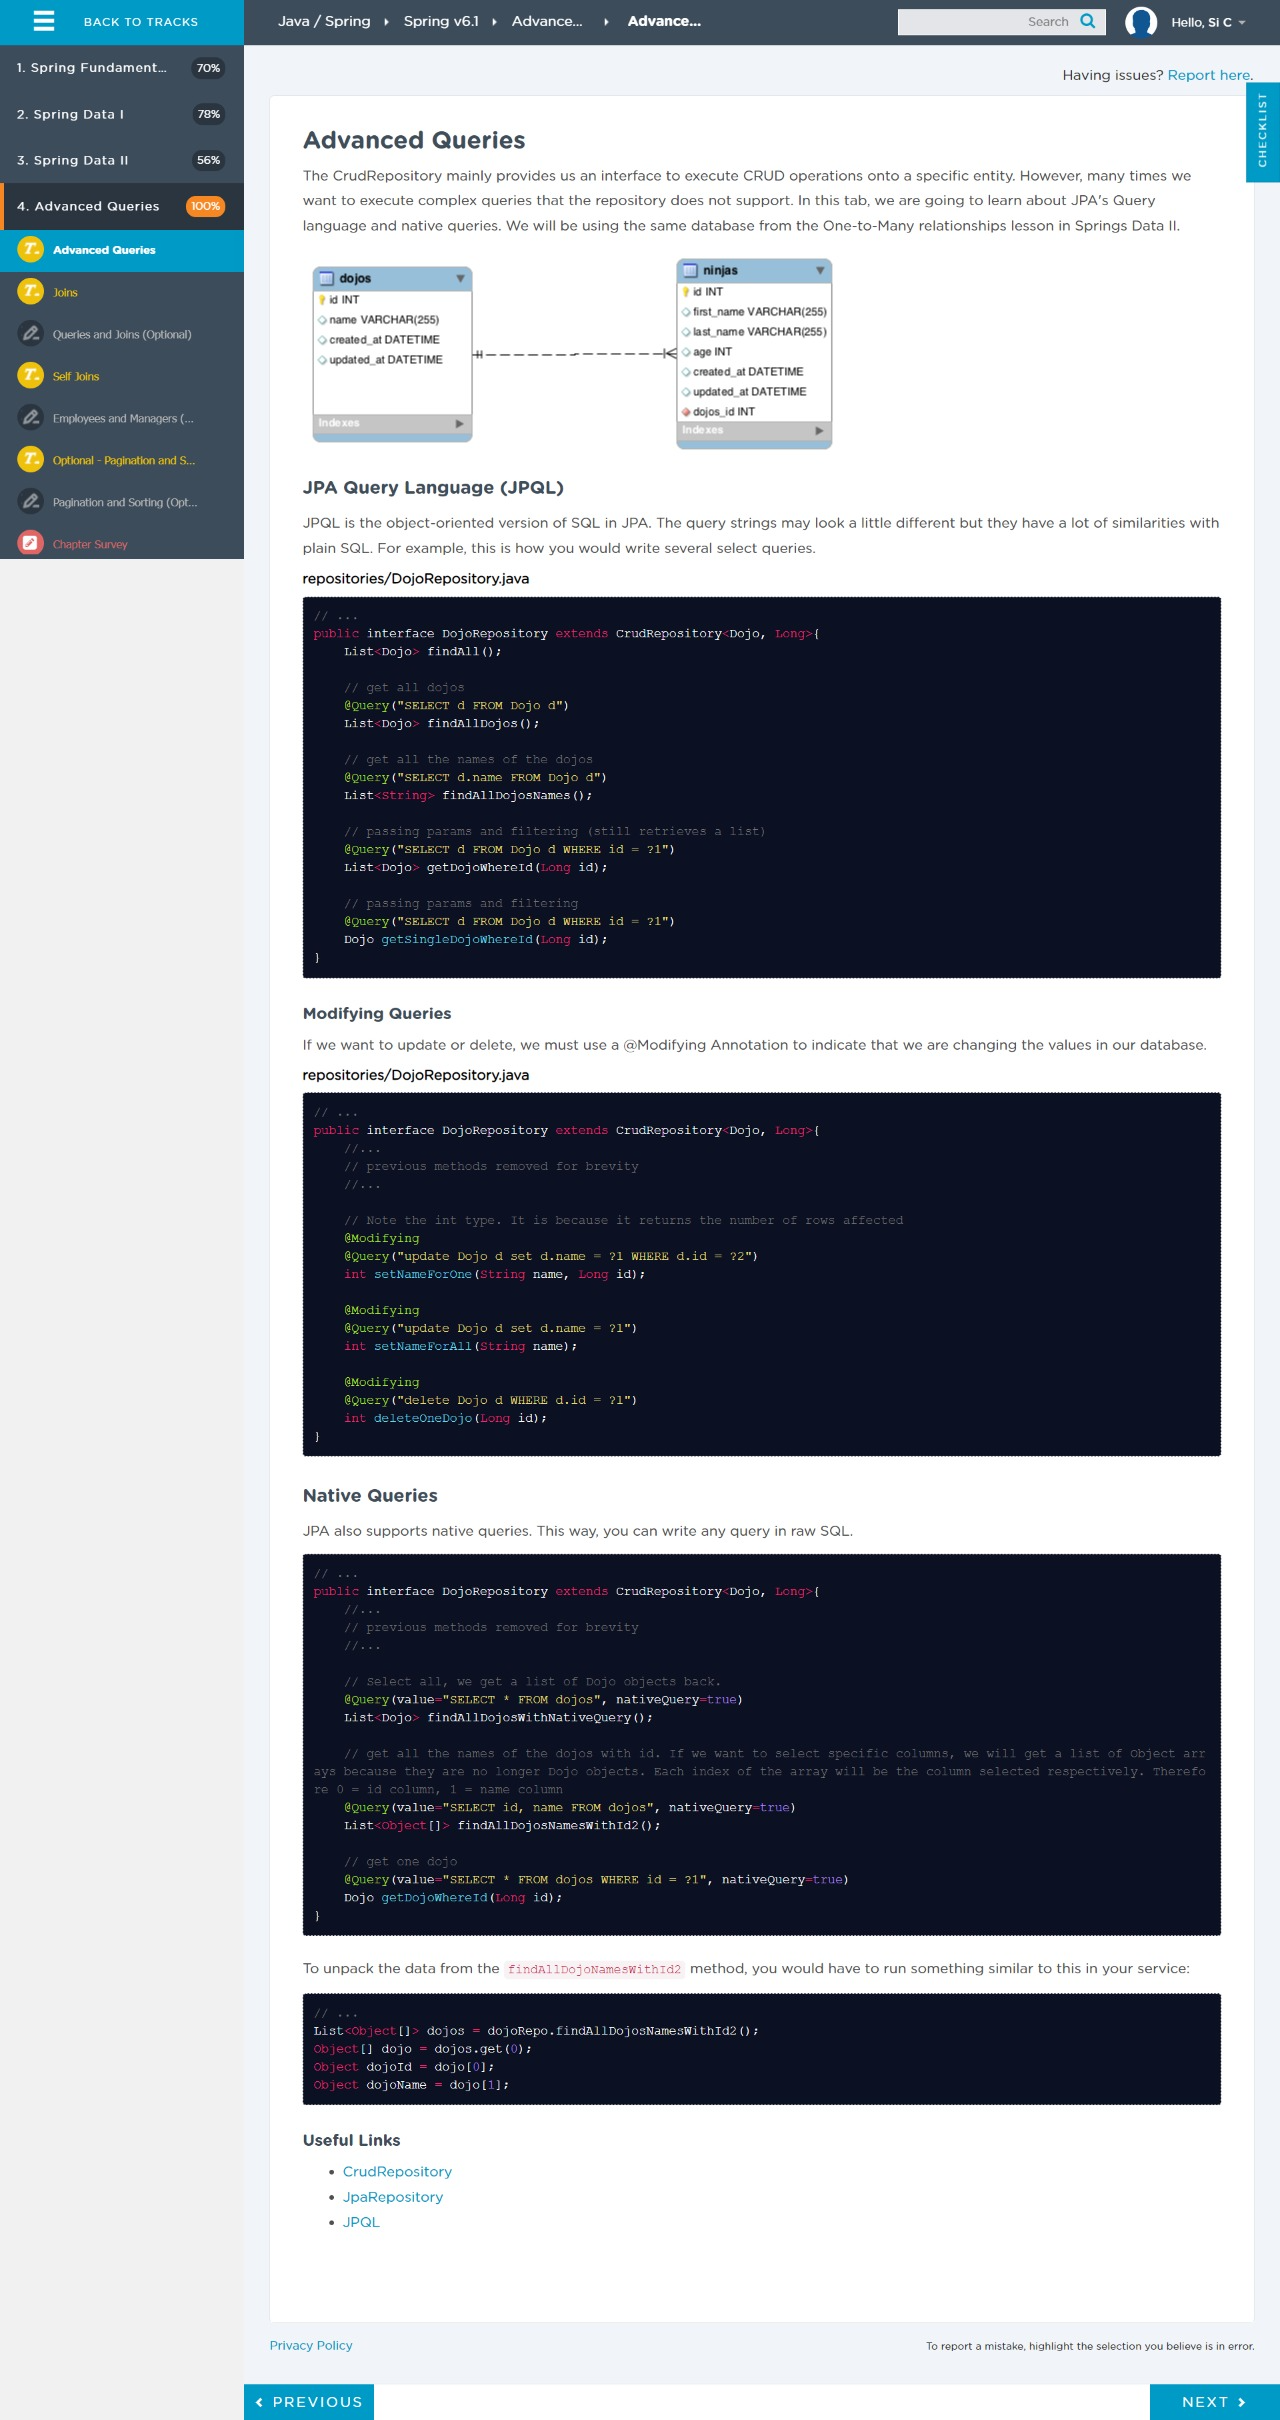 BACK TO TRACKS
Java / Spring
Spring v6.1
Advance...
Advance...
Search
Hello, Si C
1. Spring Fundament... 70%
2. Spring Data I 78%
3. Spring Data II 56%
4. Advanced Queries 100%
Advanced Queries
Joins
Queries and Joins (Optional)
Self Joins
Employees and Managers (...
Optional - Pagination and S...
Pagination and Sorting (Opt...
Chapter Survey
Having issues? Report here.
CHECKLIST
Advanced Queries
The CrudRepository mainly provides us an interface to execute CRUD operations onto a specific entity. However, many times we
want to execute complex queries that the repository does not support. In this tab, we are going to learn about JPA's Query
language and native queries. We will be using the same database from the One-to-Many relationships lesson in Springs Data II.
dojos
id INT
name VARCHAR(255)
created_at DATETIME
updated_at DATETIME
Indexes
ninjas
id INT
first_name VARCHAR(255)
last_name VARCHAR(255)
age INT
created_at DATETIME
updated_at DATETIME
dojos_id INT
Indexes
JPA Query Language (JPQL)
JPQL is the object-oriented version of SQL in JPA. The query strings may look a little different but they have a lot of similarities with
plain SQL. For example, this is how you would write several select queries.
repositories/DojoRepository.java
// ...
public interface DojoRepository extends CrudRepository<Dojo, Long>{
    List<Dojo> findAll();
    // get all dojos
    @Query("SELECT d FROM Dojo d")
    List<Dojo> findAllDojos();
    // get all the names of the dojos
    @Query("SELECT d.name FROM Dojo d")
    List<String> findAllDojosNames();
    // passing params and filtering (still retrieves a list)
    @Query("SELECT d FROM Dojo d WHERE id = ?1")
    List<Dojo> getDojoWhereId(Long id);
    // passing params and filtering
    @Query("SELECT d FROM Dojo d WHERE id = ?1")
    Dojo getSingleDojoWhereId(Long id);
}
Modifying Queries
If we want to update or delete, we must use a @Modifying Annotation to indicate that we are changing the values in our database.
repositories/DojoRepository.java
// ...
public interface DojoRepository extends CrudRepository<Dojo, Long>{
    //...
    // previous methods removed for brevity
    //...
    // Note the int type. It is because it returns the number of rows affected
    @Modifying
    @Query("update Dojo d set d.name = ?1 WHERE d.id = ?2")
    int setNameForOne(String name, Long id);
    @Modifying
    @Query("update Dojo d set d.name = ?1")
    int setNameForAll(String name);
    @Modifying
    @Query("delete Dojo d WHERE d.id = ?1")
    int deleteOneDojo(Long id);
}
Native Queries
JPA also supports native queries. This way, you can write any query in raw SQL.
// ...
public interface DojoRepository extends CrudRepository<Dojo, Long>{
    //...
    // previous methods removed for brevity
    //...
    // Select all, we get a list of Dojo objects back.
    @Query(value="SELECT * FROM dojos", nativeQuery=true)
    List<Dojo> findAllDojosWithNativeQuery();
    // get all the names of the dojos with id. If we want to select specific columns, we will get a list of Object arr
ays because they are no longer Dojo objects. Each index of the array will be the column selected respectively. Therefo
re 0 = id column, 1 = name column
    @Query(value="SELECT id, name FROM dojos", nativeQuery=true)
    List<Object[]> findAllDojosNamesWithId2();
    // get one dojo
    @Query(value="SELECT * FROM dojos WHERE id = ?1", nativeQuery=true)
    Dojo getDojoWhereId(Long id);
}
To unpack the data from the findAllDojoNamesWithId2 method, you would have to run something similar to this in your service:
// ...
List<Object[]> dojos = dojoRepo.findAllDojosNamesWithId2();
Object[] dojo = dojos.get(0);
Object dojoId = dojo[0];
Object dojoName = dojo[1];
Useful Links
• CrudRepository
• JpaRepository
• JPQL
Privacy Policy
To report a mistake, highlight the selection you believe is in error.
PREVIOUS
NEXT